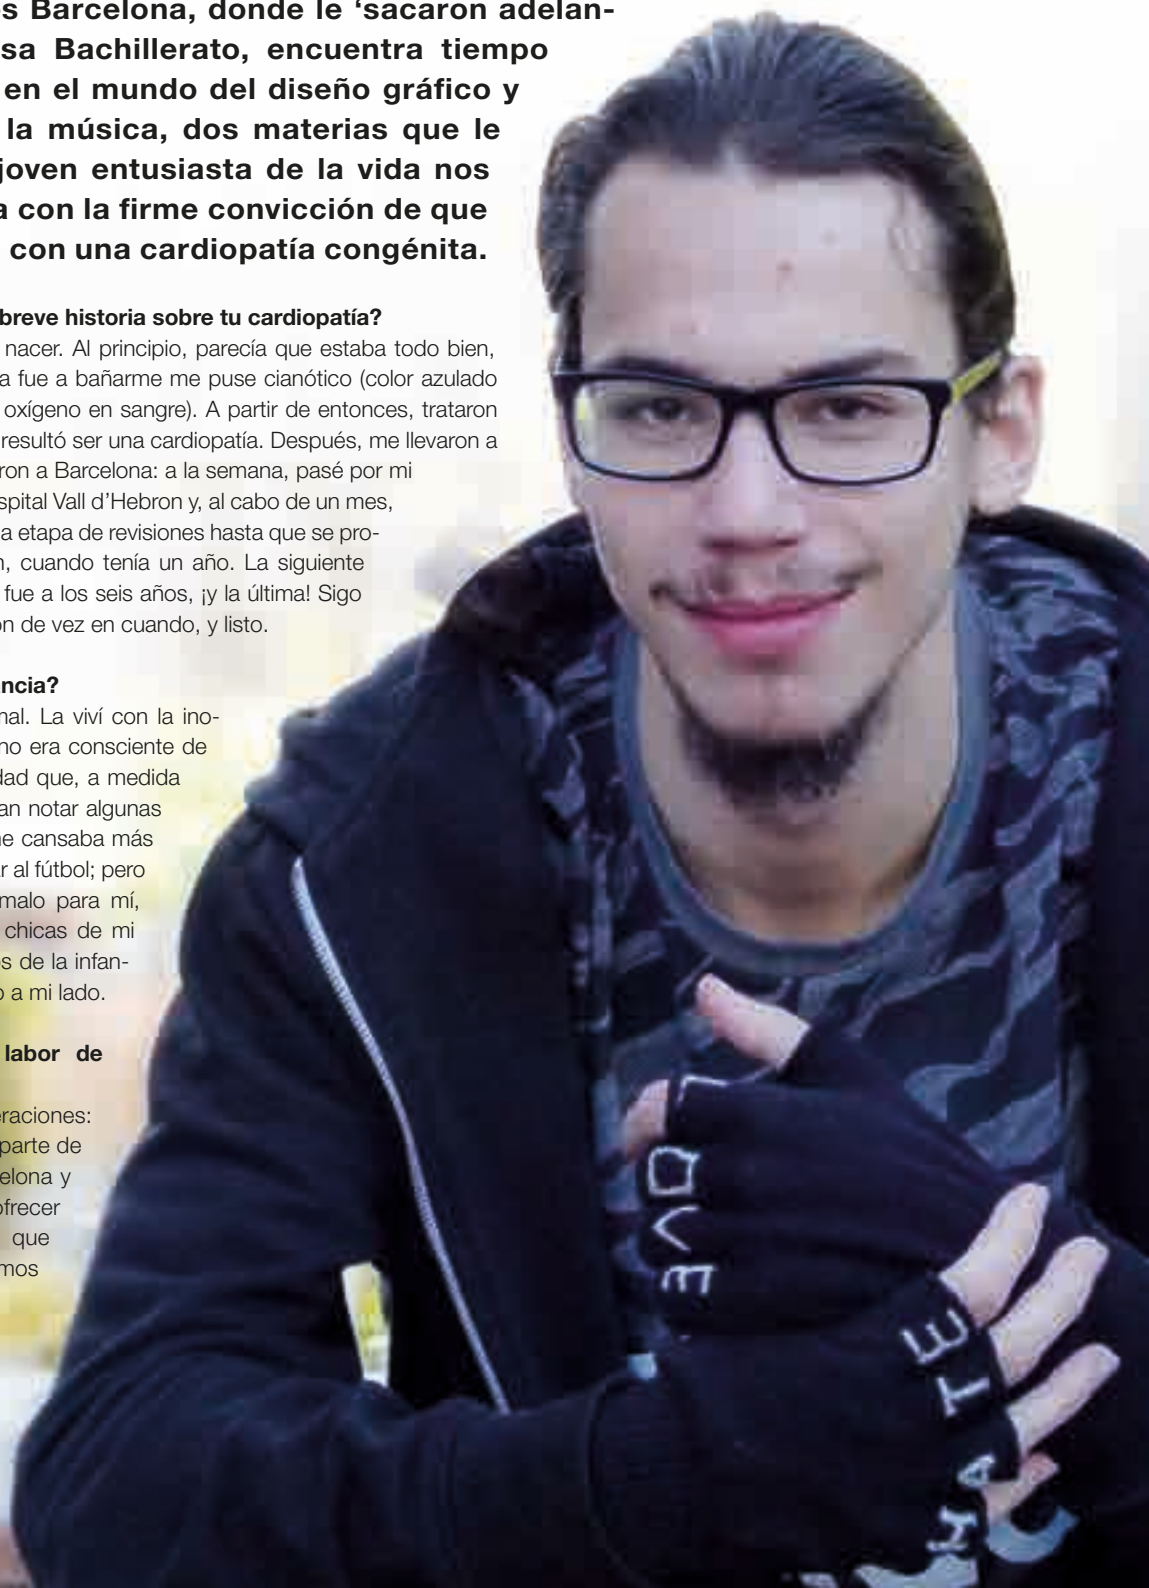 s Barcelona, donde le ‘sacaron adelan-
sa Bachillerato, encuentra tiempo
en el mundo del diseño gráfico y
la música, dos materias que le
joven entusiasta de la vida nos
a con la firme convicción de que
con una cardiopatía congénita.
breve historia sobre tu cardiopatía?
nacer. Al principio, parecía que estaba todo bien,
a fue a bañarme me puse cianótico (color azulado
oxígeno en sangre). A partir de entonces, trataron
resultó ser una cardiopatía. Después, me llevaron a
ron a Barcelona: a la semana, pasé por mi
spital Vall d’Hebron y, al cabo de un mes,
a etapa de revisiones hasta que se pro-
n, cuando tenía un año. La siguiente
fue a los seis años, ¡y la última! Sigo
ón de vez en cuando, y listo.
ancia?
mal. La viví con la ino-
no era consciente de
dad que, a medida
an notar algunas
me cansaba más
r al fútbol; pero
malo para mí,
chicas de mi
s de la infan-
o a mi lado.
labor de
eraciones:
parte de
elona y
ofrecer
que
mos
LOVE
HATE